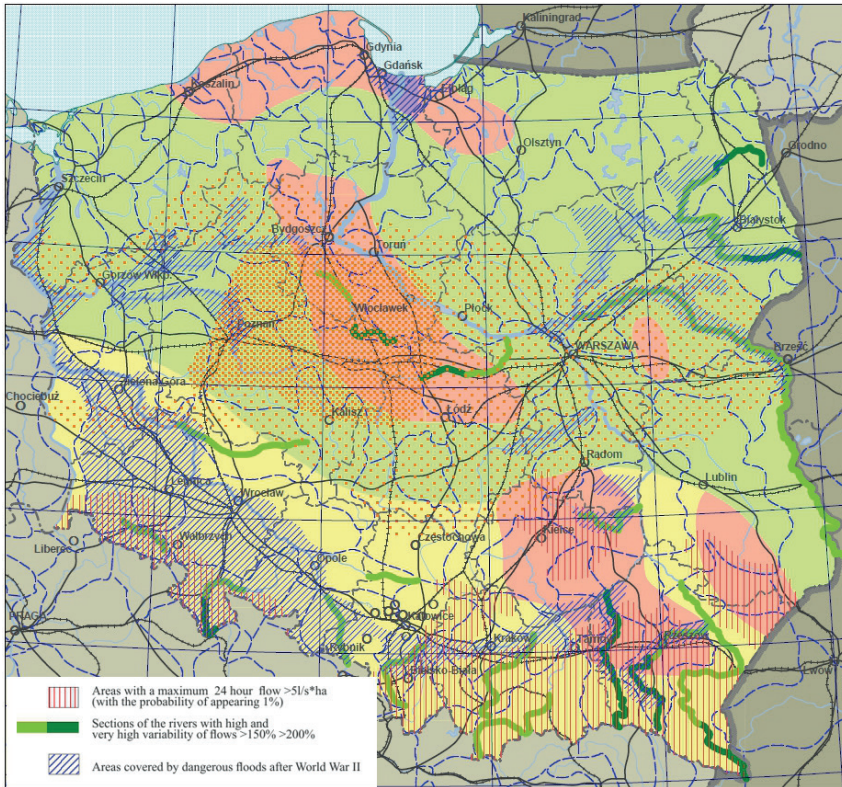 Kaliningrad
Gdynia
Gdańsk
Koszalin
Elbląg
Olsztyn
Grodno
Szczecin
Białystok
Bydgoszcz
Toruń
Gorzów Wlkp.
Włocławek
Płock
Poznań
WARSZAWA
Brześć
Zielona Góra
Chociebuż
Kalisz
Łódź
Radom
Lublin
Legnica
Wrocław
Kielce
Liberec
Wałbrzych
Częstochowa
Opole
PRAGA
Katowice
Rybnik
Kraków
Tarnów
Rzeszów
Lwów
Bielsko-Biała
Areas with a maximum 24 hour flow >5l/s*ha
(with the probability of appearing 1%)
Sections of the rivers with high and
very high variability of flows >150% >200%
Areas covered by dangerous floods after World War II